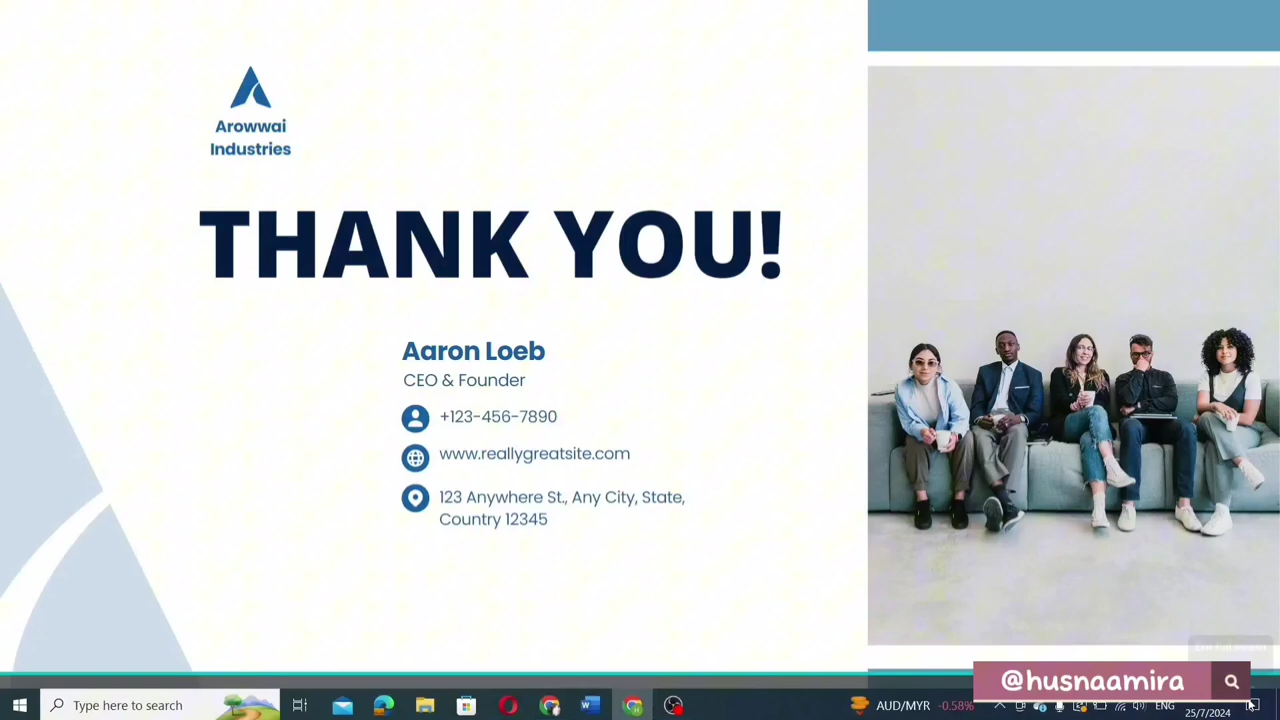 Arowwai
Industries
THANK YOU!
Aaron Loeb
CEO & Founder
+123-456-7890
www.reallygreatsite.com
123 Anywhere St., Any City, State,
Country 12345
@husnaamira
Type here to search
AUD/MYR -0.58%
ENG
25/7/2024